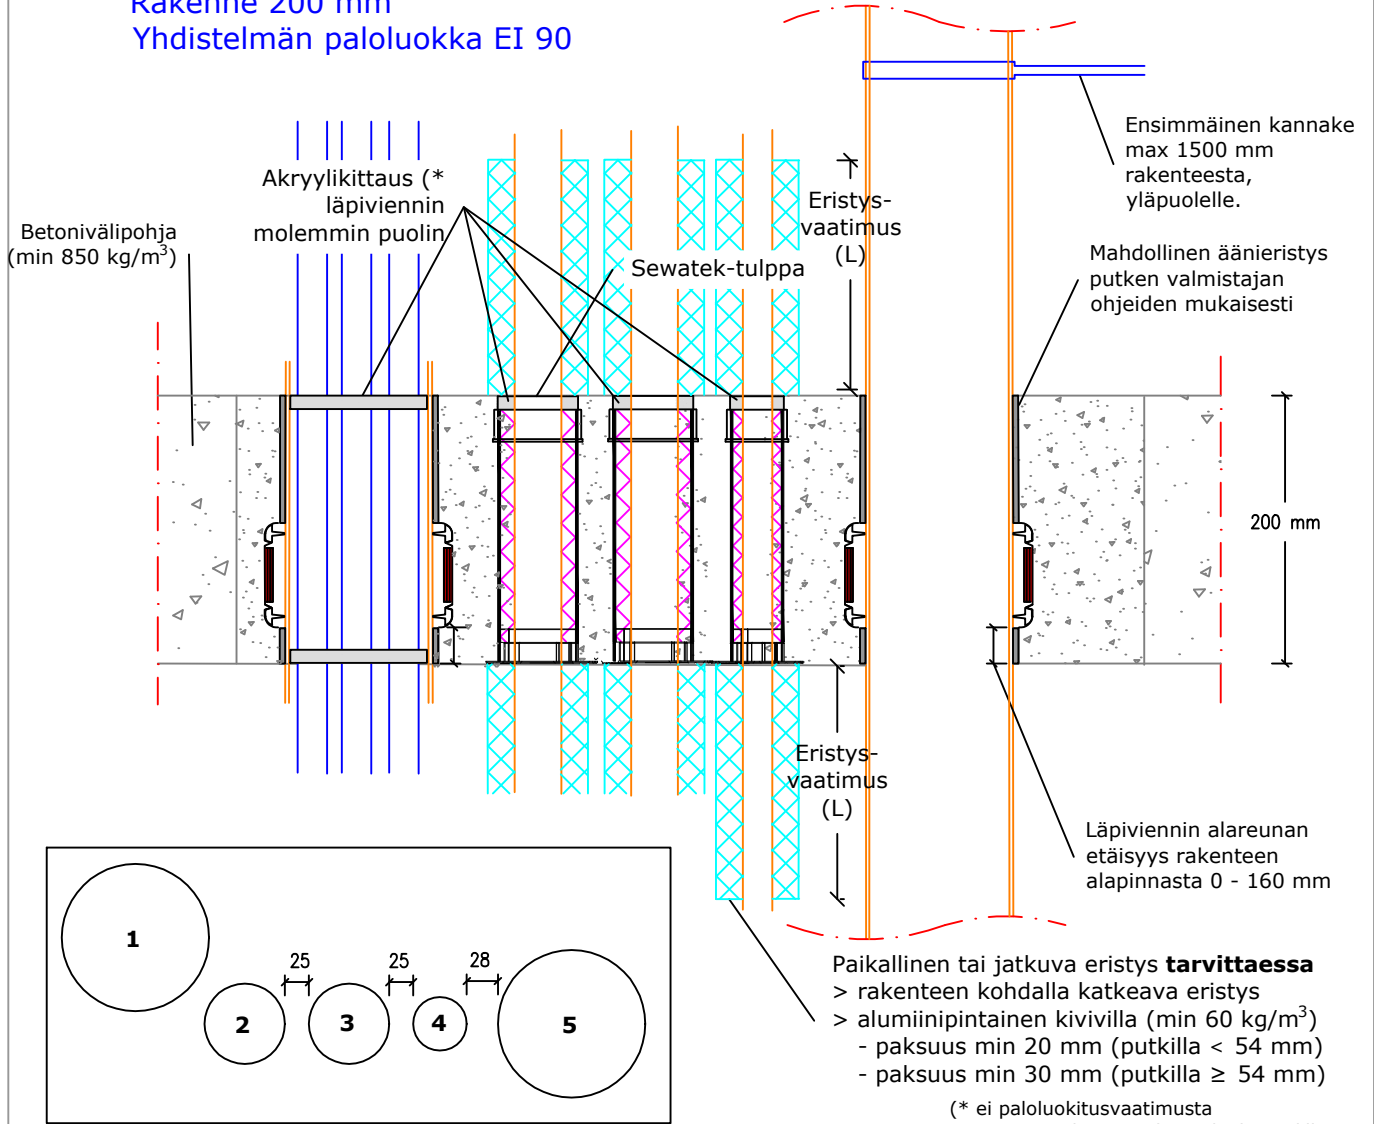 Rakenne 200 mm
Yhdistelmän paloluokka EI 90
Ensimmäinen kannake
max 1500 mm
rakenteesta,
yläpuolelle.
Akryylikittaus (*
läpiviennin
molemmin puolin
Eristys-
vaatimus
(L)
Betonivälipohja
(min 850 kg/m³)
Sewatek-tulppa
Mahdollinen äänieristys
putken valmistajan
ohjeiden mukaisesti
200 mm
Eristys-
vaatimus
(L)
Läpiviennin alareunan
etäisyys rakenteen
alapinnasta 0 - 160 mm
1
2
25
3
25
4
28
5
Paikallinen tai jatkuva eristys tarvittaessa
> rakenteen kohdalla katkeava eristys
> alumiinipintainen kivivilla (min 60 kg/m³)
- paksuus min 20 mm (putkilla < 54 mm)
- paksuus min 30 mm (putkilla ≥ 54 mm)
(* ei paloluokitusvaatimusta